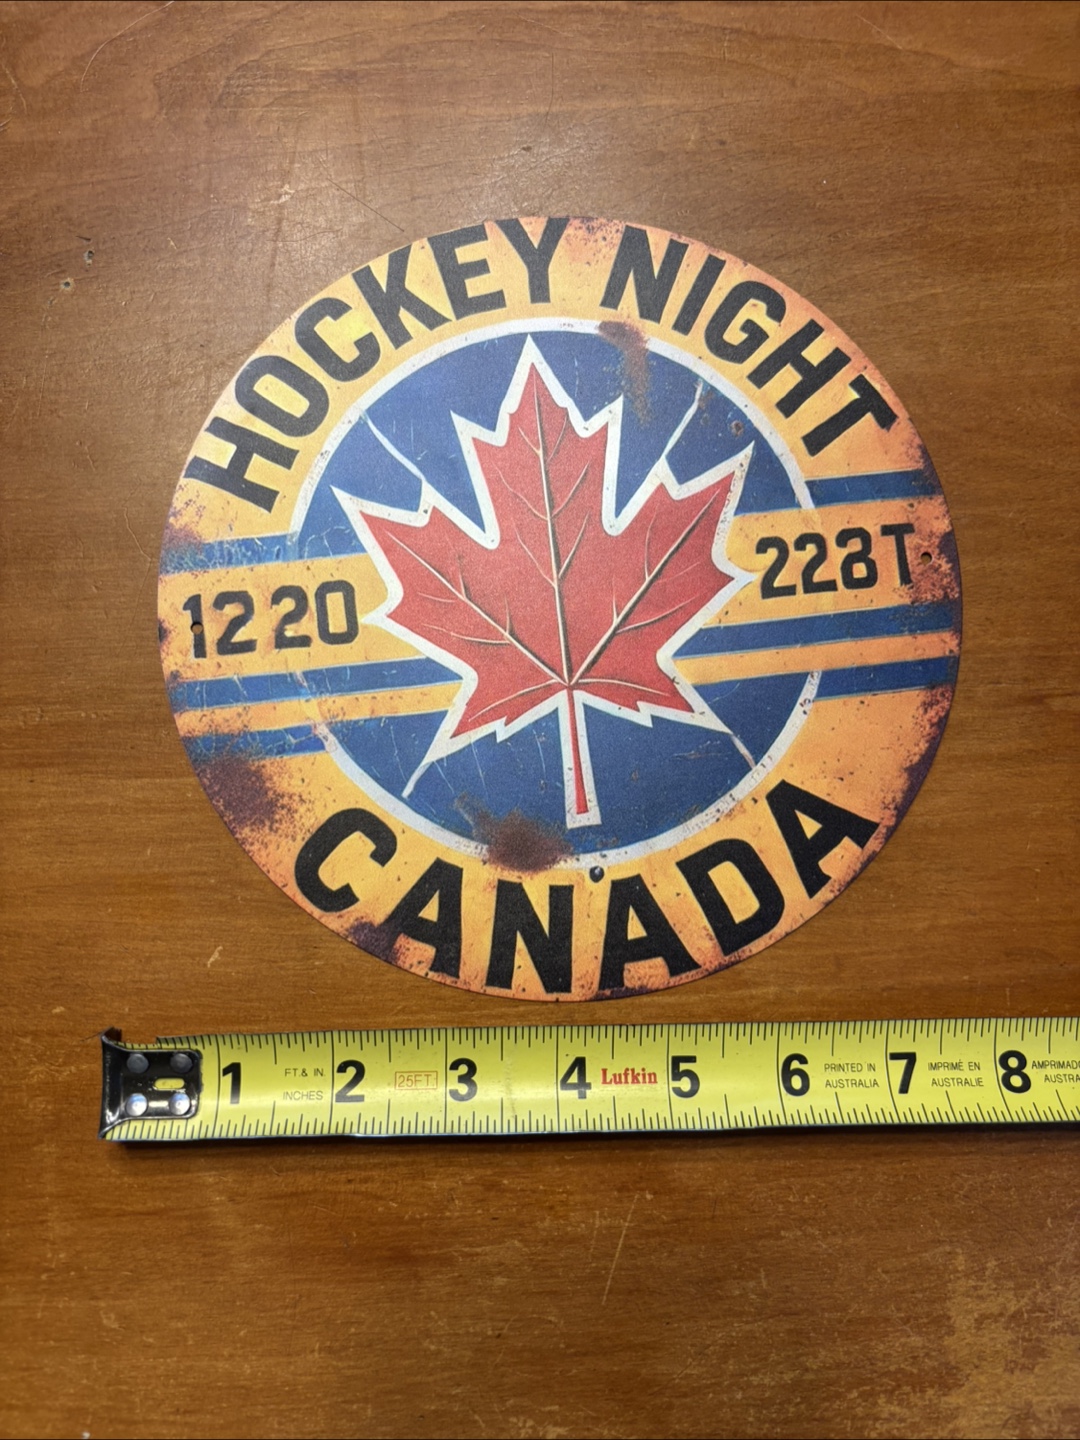 HOCKEY NIGHT
1220
228T
CANADA
1 FT. & IN. INCHES 2 25FT. 3 4 Lufkin 5 6 PRINTED IN AUSTRALIA 7 IMPRIMÉ EN AUSTRALIE 8